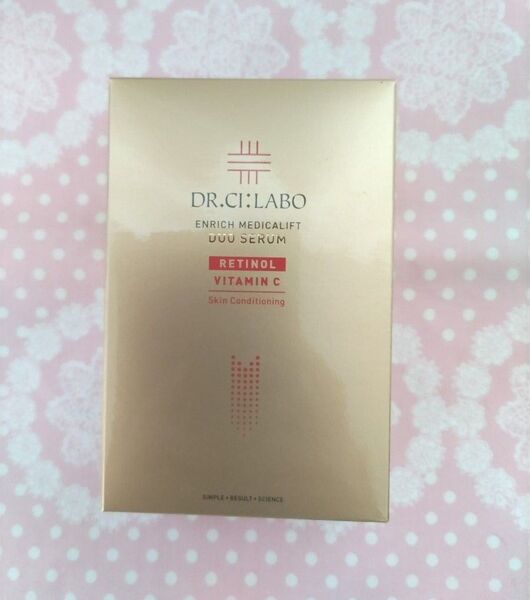 DR.CI:LABO
ENRICH MEDICALIFT
DUO SERUM
RETINOL
VITAMIN C
Skin Conditioning
SIMPLE + RESULT + SCIENCE